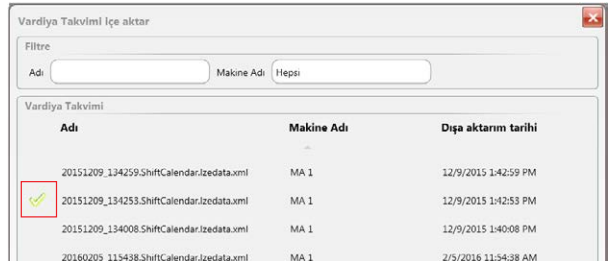 Vardiya Takvimi içe aktar
Filtre
Adı Makine Adı Hepsi
Vardiya Takvimi
Adı Makine Adı Dışa aktarım tarihi
20151209_134259.ShiftCalendar.lzedata.xml MA 1 12/9/2015 1:42:59 PM
20151209_134253.ShiftCalendar.lzedata.xml MA 1 12/9/2015 1:42:53 PM
20151209_134008.ShiftCalendar.lzedata.xml MA 1 12/9/2015 1:40:08 PM
20160205_115438.ShiftCalendar.lzedata.xml MA 1 2/5/2016 11:54:38 AM